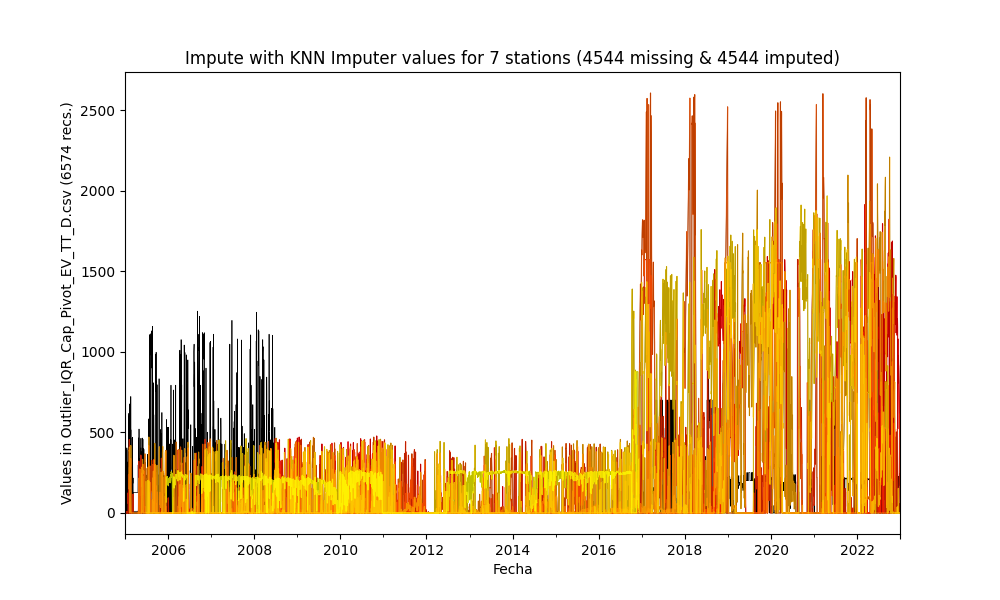 Impute with KNN Imputer values for 7 stations (4544 missing & 4544 imputed)
Values in Outlier_IQR_Cap_Pivot_EV_TT_D.csv (6574 recs.)
2500
2000
1500
1000
500
0
2006 2008 2010 2012 2014 2016 2018 2020 2022
Fecha